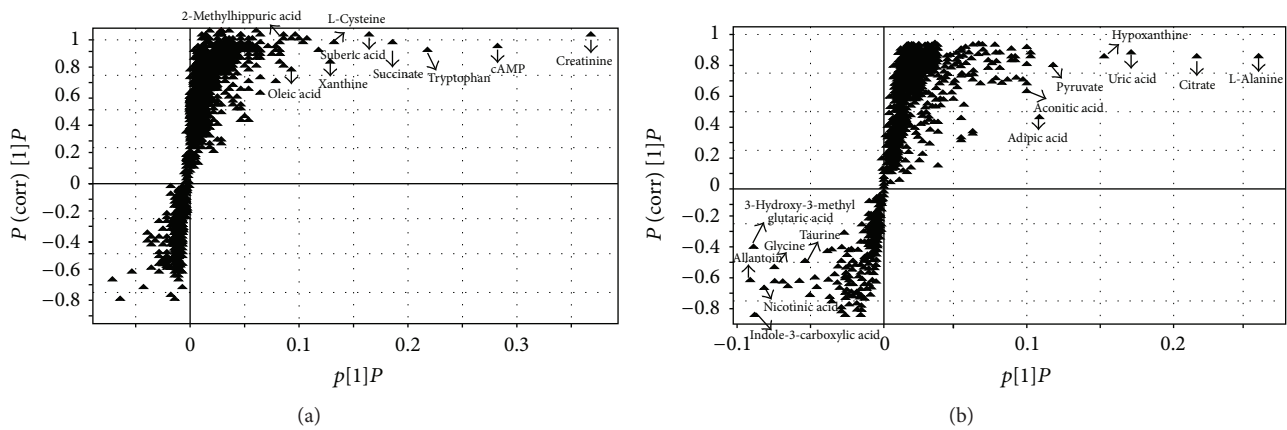 2-Methylhippuric acid
L-Cysteine
Suberic acid
Succinate
Tryptophan
cAMP
Creatinine
Oleic acid
Xanthine
1
0.8
0.6
0.4
0.2
0
−0.2
−0.4
−0.6
−0.8
P (corr) [1]P
0
0.1
0.2
0.3
p[1]P
(a)
Hypoxanthine
Uric acid
Citrate
L-Alanine
Pyruvate
Aconitic acid
Adipic acid
3-Hydroxy-3-methyl
glutaric acid
Taurine
Glycine
Allantoin
Nicotinic acid
Indole-3-carboxylic acid
1
0.8
0.6
0.4
0.2
0
−0.2
−0.4
−0.6
−0.8
P (corr) [1]P
−0.1
0
0.1
0.2
p[1]P
(b)